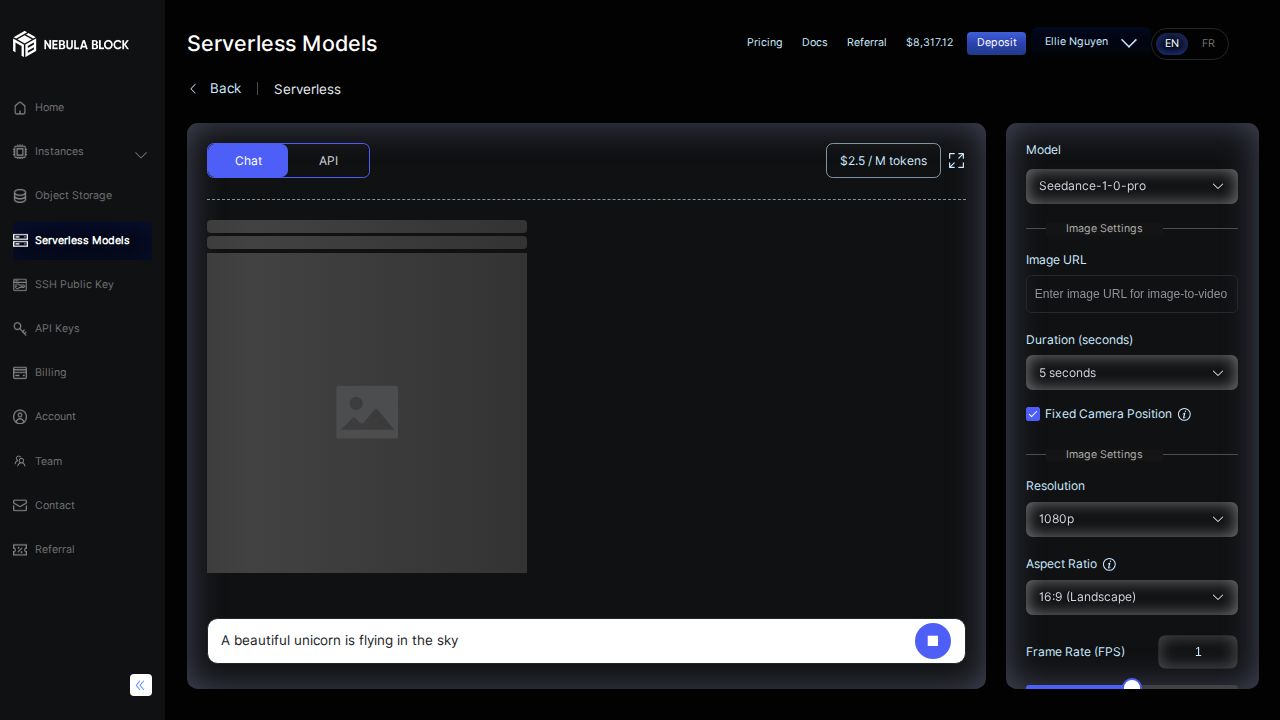 NEBULA BLOCK
Home
Instances
Object Storage
Serverless Models
SSH Public Key
API Keys
Billing
Account
Team
Contact
Referral
Serverless Models
Pricing
Docs
Referral
$8,317.12
Deposit
Ellie Nguyen
EN
FR
Back
Serverless
Chat
API
$2.5 / M tokens
A beautiful unicorn is flying in the sky
Model
Seedance-1-0-pro
Image Settings
Image URL
Enter image URL for image-to-video
Duration (seconds)
5 seconds
Fixed Camera Position
Image Settings
Resolution
1080p
Aspect Ratio
16:9 (Landscape)
Frame Rate (FPS)
1